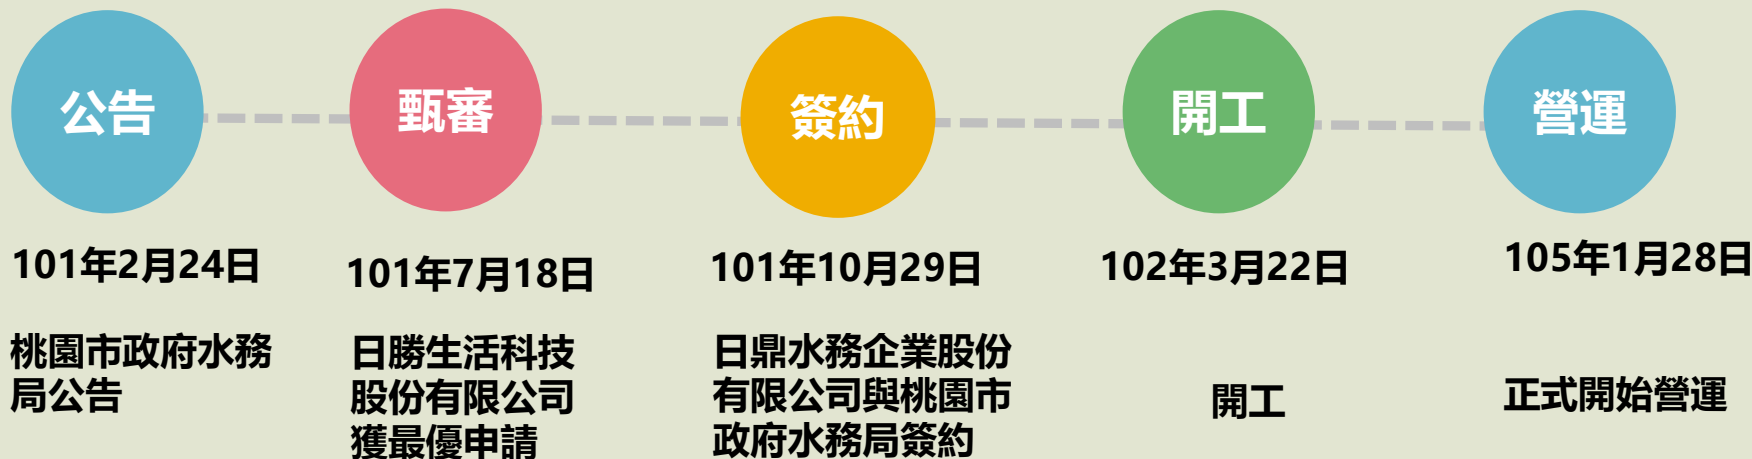 公告
甄審
簽約
開工
營運
101年2月24日
101年7月18日
101年10月29日
102年3月22日
105年1月28日
桃園市政府水務
局公告
日勝生活科技
股份有限公司
獲最優申請
日鼎水務企業股份
有限公司與桃園市
政府水務局簽約
開工
正式開始營運